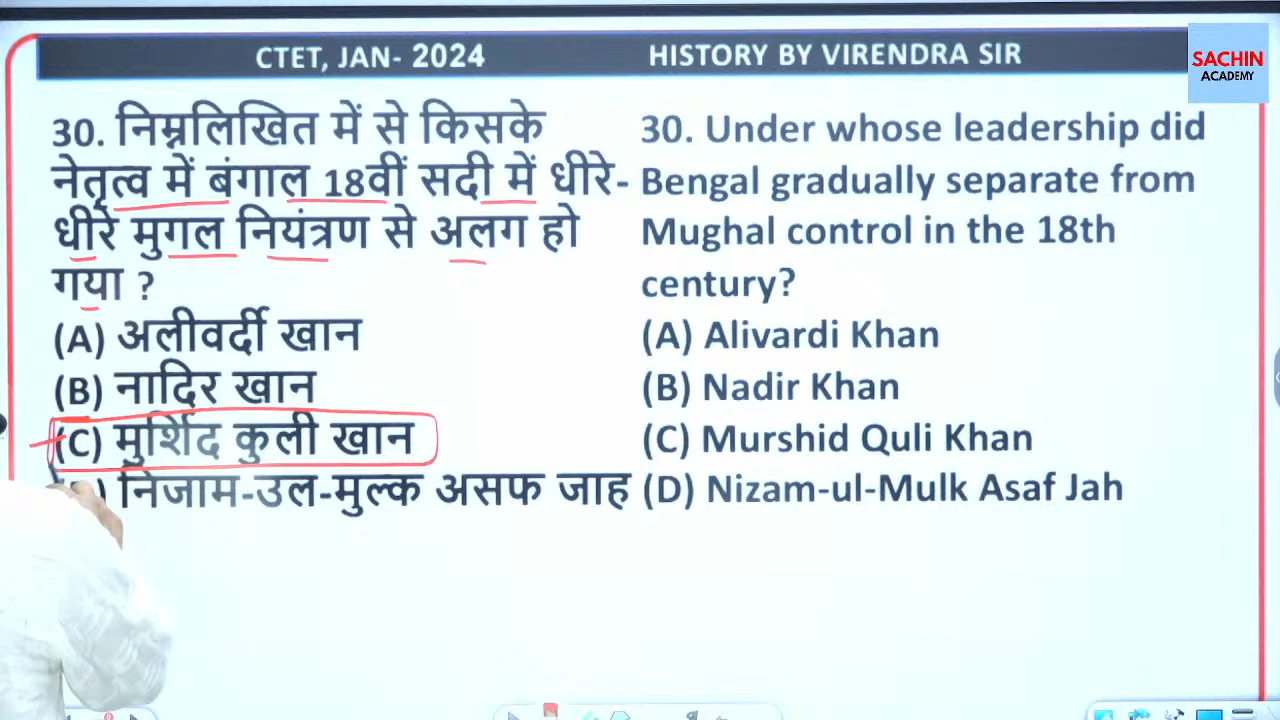 CTET, JAN- 2024
HISTORY BY VIRENDRA SIR
SACHIN
ACADEMY
30. निम्नलिखित में से किसके
नेतृत्व में बंगाल 18वीं सदी में धीरे-
धीरे मुगल नियंत्रण से अलग हो
गया ?
(A) अलीवर्दी खान
(B) नादिर खान
(C) मुर्शिद कुली खान
निजाम-उल-मुल्क असफ जाह
30. Under whose leadership did
Bengal gradually separate from
Mughal control in the 18th
century?
(A) Alivardi Khan
(B) Nadir Khan
(C) Murshid Quli Khan
(D) Nizam-ul-Mulk Asaf Jah